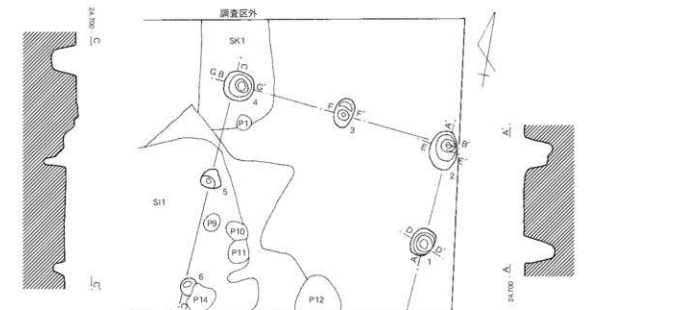 調査区外
24.700
C
SK1
G
B
C
G'
4
P1
F
F'
3
A'
E
B'
E'
2
A'
5
SI1
P9
P10
P11
D
D'
1
A
6
P14
P12
C'
A
24.700